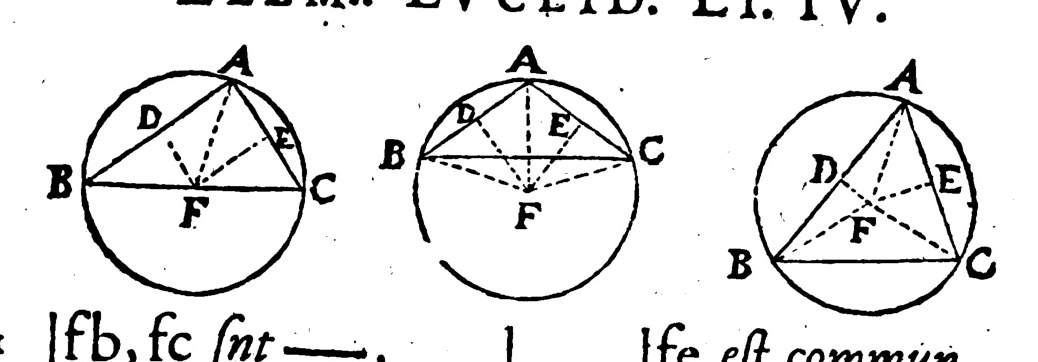 ELEM. EVCLID. LI. IV.
A D E B F C
A D E B C F
A D E F B C
fb, fc ſnt —.
fe eſt commun